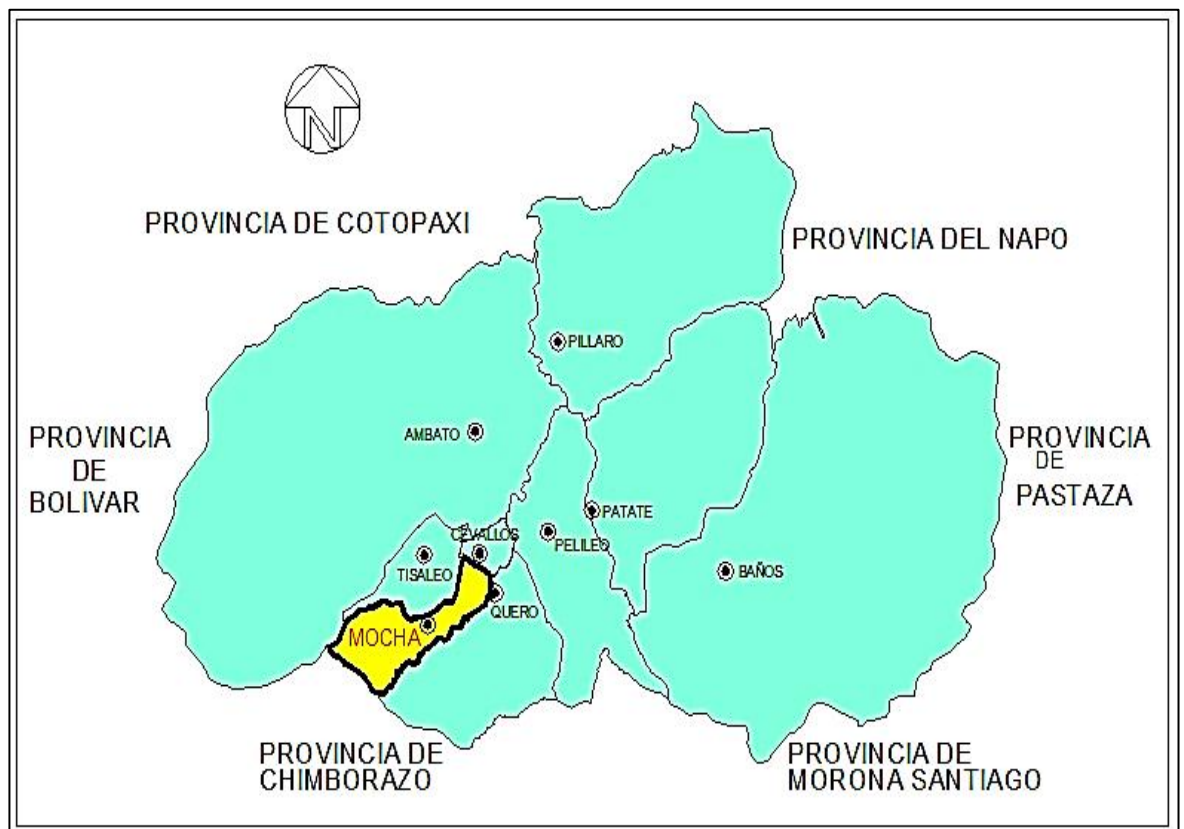 N
PROVINCIA DE COTOPAXI
PROVINCIA DEL NAPO
PILLARO
AMBATO
PROVINCIA
DE
BOLIVAR
PROVINCIA
DE
PASTAZA
PATATE
CEVALLOS
PELILEO
TISALEO
BAÑOS
QUERO
MOCHA
PROVINCIA DE
CHIMBORAZO
PROVINCIA DE
MORONA SANTIAGO